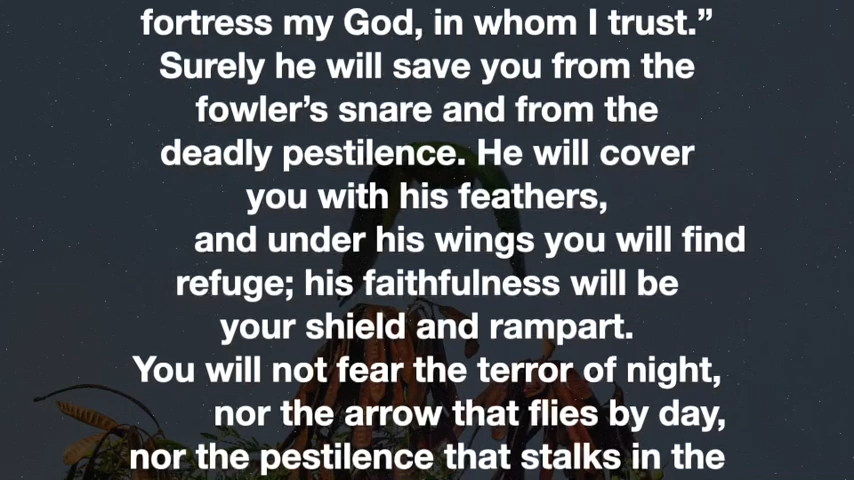 fortress my God, in whom I trust.”
Surely he will save you from the
fowler’s snare and from the
deadly pestilence. He will cover
you with his feathers,
and under his wings you will find
refuge; his faithfulness will be
your shield and rampart.
You will not fear the terror of night,
nor the arrow that flies by day,
nor the pestilence that stalks in the